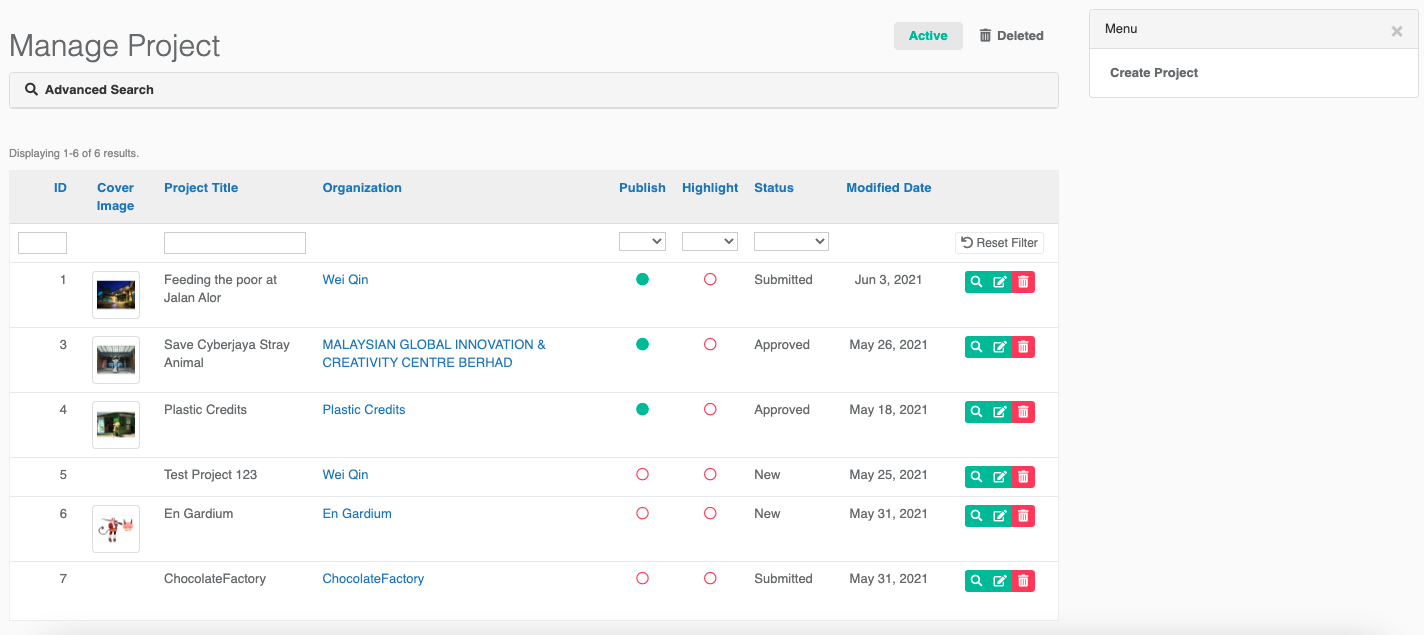 Manage Project
Active
Deleted
Menu
×
Create Project
Advanced Search
Displaying 1-6 of 6 results.
ID Cover Image Project Title Organization Publish Highlight Status Modified Date
Reset Filter
1 Feeding the poor at Wei Qin Submitted Jun 3, 2021
Jalan Alor
3 Save Cyberjaya Stray MALAYSIAN GLOBAL INNOVATION & Approved May 26, 2021
Animal CREATIVITY CENTRE BERHAD
4 Plastic Credits Plastic Credits Approved May 18, 2021
5 Test Project 123 Wei Qin New May 25, 2021
6 En Gardium En Gardium New May 31, 2021
7 ChocolateFactory ChocolateFactory Submitted May 31, 2021